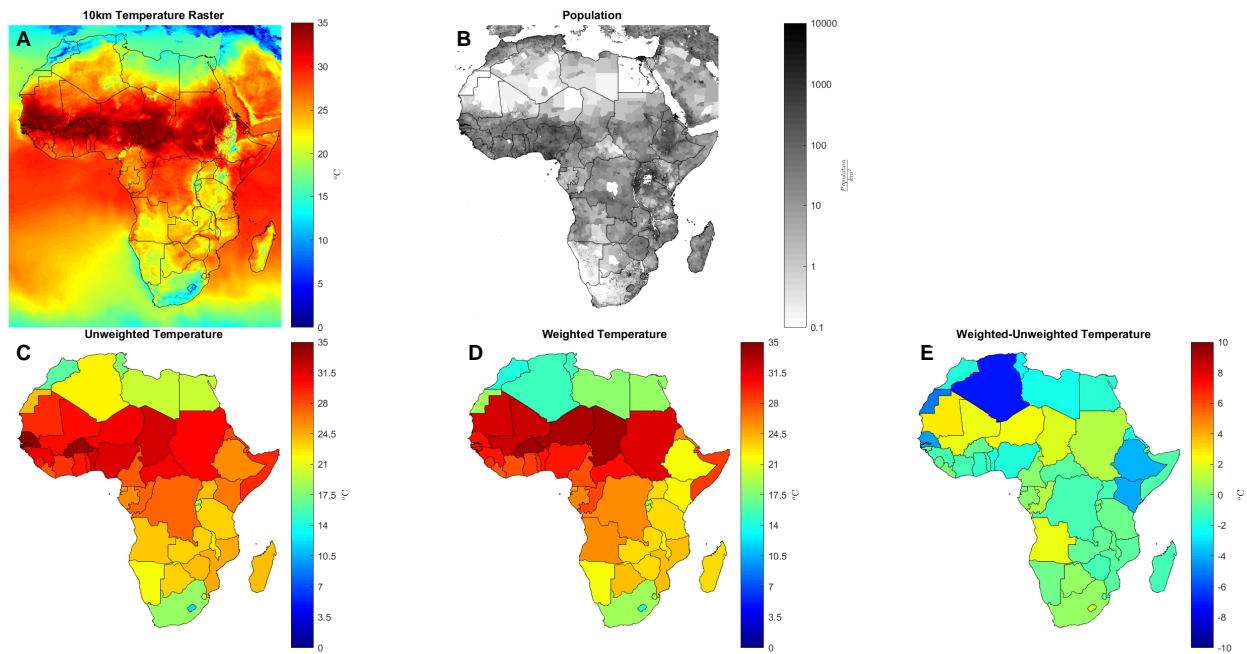 10km Temperature Raster
A
35
30
25
20
15
10
5
0
°C
Population
B
10000
1000
100
10
1
0.1
Population
km²
Unweighted Temperature
C
35
31.5
28
24.5
21
17.5
14
10.5
7
3.5
0
°C
Weighted Temperature
D
35
31.5
28
24.5
21
17.5
14
10.5
7
3.5
0
°C
Weighted-Unweighted Temperature
E
10
8
6
4
2
0
-2
-4
-6
-8
-10
°C